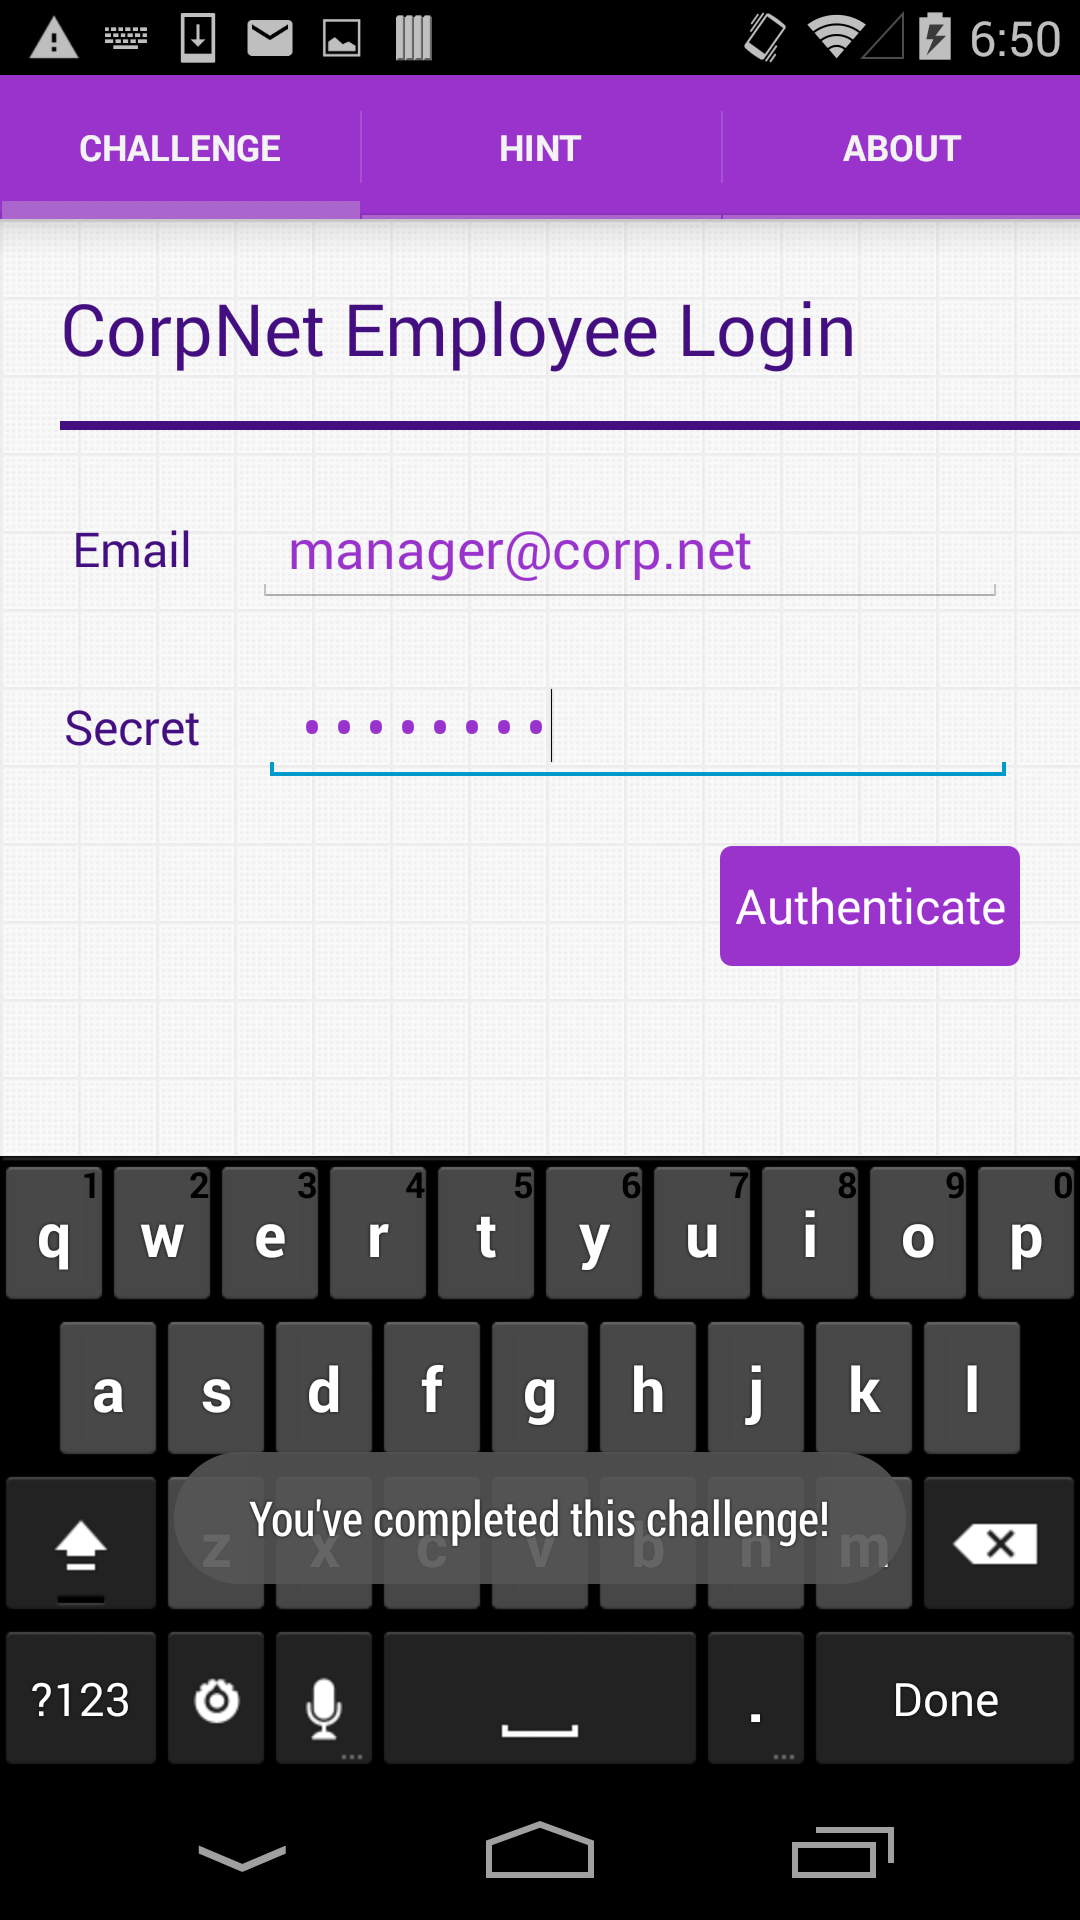 6:50
CHALLENGE HINT ABOUT
CorpNet Employee Login
Email manager@corp.net
Secret ••••••••
Authenticate
1 2 3 4 5 6 7 8 9 0
q w e r t y u i o p
a s d f g h j k l
You've completed this challenge!
z x c v b n m
?123 . Done